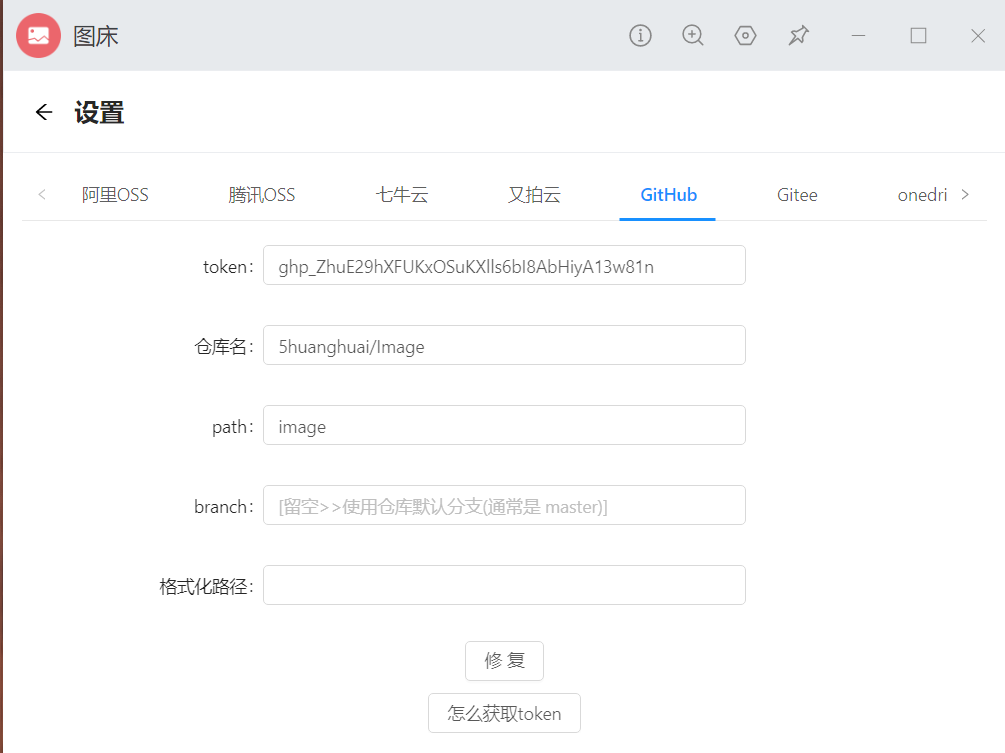 图床
设置
阿里OSS 腾讯OSS 七牛云 又拍云 GitHub Gitee onedri
token: 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
仓库名: 5huanghuai/Image
path: image
branch: [留空>>使用仓库默认分支(通常是 master)]
格式化路径:
修 复
怎么获取token